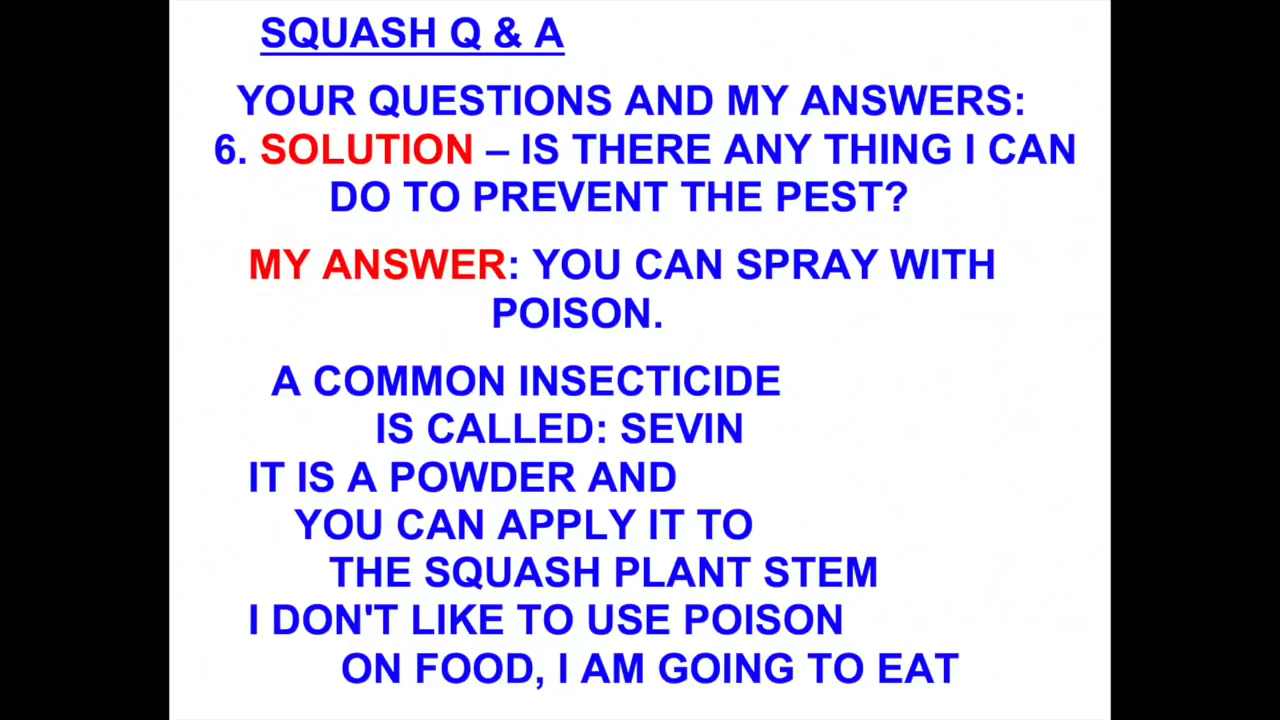 SQUASH Q & A
YOUR QUESTIONS AND MY ANSWERS:
6. SOLUTION – IS THERE ANY THING I CAN
DO TO PREVENT THE PEST?
MY ANSWER: YOU CAN SPRAY WITH
POISON.
A COMMON INSECTICIDE
IS CALLED: SEVIN
IT IS A POWDER AND
YOU CAN APPLY IT TO
THE SQUASH PLANT STEM
I DON'T LIKE TO USE POISON
ON FOOD, I AM GOING TO EAT